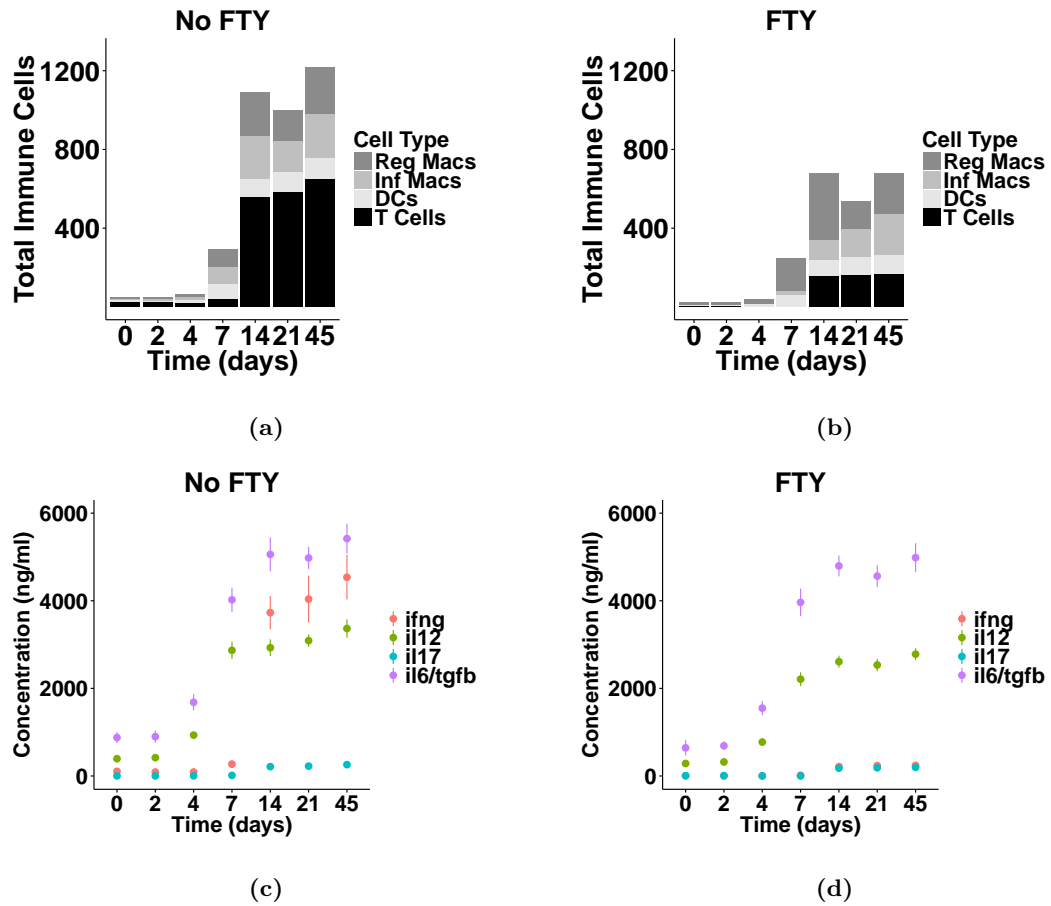 No FTY
Total Immune Cells
1200
800
400
0 2 4 7 14 21 45
Time (days)
Cell Type
Reg Macs
Inf Macs
DCs
T Cells
(a)
FTY
Total Immune Cells
1200
800
400
0 2 4 7 14 21 45
Time (days)
Cell Type
Reg Macs
Inf Macs
DCs
T Cells
(b)
No FTY
Concentration (ng/ml)
6000
4000
2000
0
0 2 4 7 14 21 45
Time (days)
ifng
il12
il17
il6/tgfb
(c)
FTY
Concentration (ng/ml)
6000
4000
2000
0
0 2 4 7 14 21 45
Time (days)
ifng
il12
il17
il6/tgfb
(d)